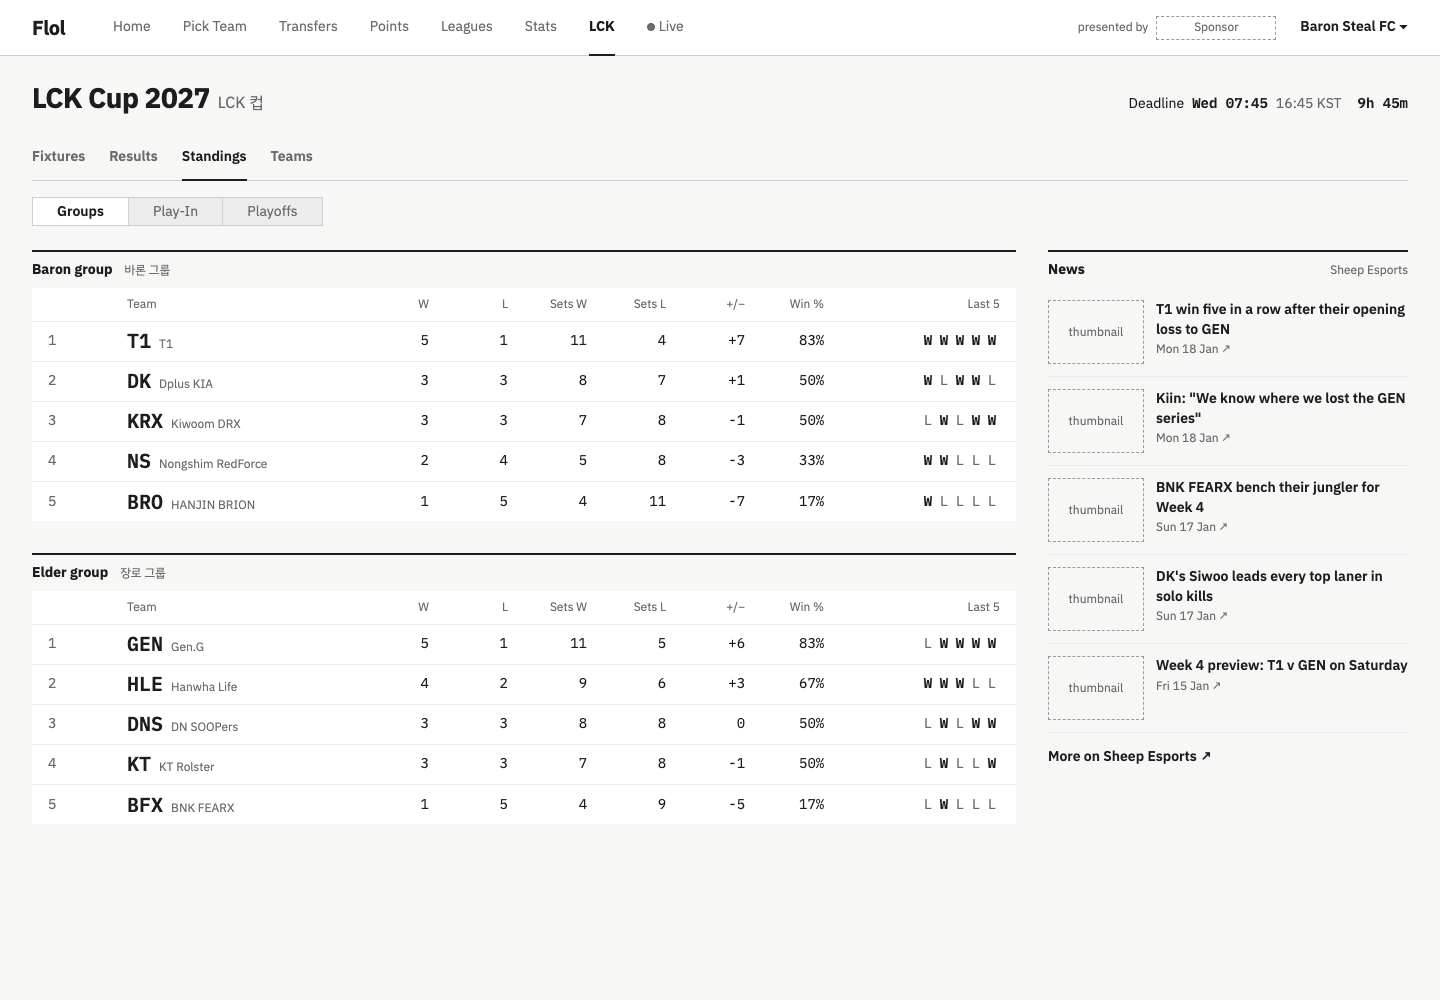 Flol Home Pick Team Transfers Points Leagues Stats LCK Live presented by Sponsor Baron Steal FC
LCK Cup 2027 LCK 컵
Deadline Wed 07:45 16:45 KST 9h 45m
Fixtures Results Standings Teams
Groups Play-In Playoffs
Baron group 바론 그룹
Team W L Sets W Sets L +/− Win % Last 5
1 T1 T1 5 1 11 4 +7 83% W W W W W
2 DK Dplus KIA 3 3 8 7 +1 50% W L W W L
3 KRX Kiwoom DRX 3 3 7 8 -1 50% L W L W W
4 NS Nongshim RedForce 2 4 5 8 -3 33% W W L L L
5 BRO HANJIN BRION 1 5 4 11 -7 17% W L L L L
Elder group 장로 그룹
Team W L Sets W Sets L +/− Win % Last 5
1 GEN Gen.G 5 1 11 5 +6 83% L W W W W
2 HLE Hanwha Life 4 2 9 6 +3 67% W W W L L
3 DNS DN SOOPers 3 3 8 8 0 50% L W L W W
4 KT KT Rolster 3 3 7 8 -1 50% L W L L W
5 BFX BNK FEARX 1 5 4 9 -5 17% L W L L L
News Sheep Esports
thumbnail
T1 win five in a row after their opening
loss to GEN
Mon 18 Jan ↗
thumbnail
Kiin: "We know where we lost the GEN
series"
Mon 18 Jan ↗
thumbnail
BNK FEARX bench their jungler for
Week 4
Sun 17 Jan ↗
thumbnail
DK's Siwoo leads every top laner in
solo kills
Sun 17 Jan ↗
thumbnail
Week 4 preview: T1 v GEN on Saturday
Fri 15 Jan ↗
More on Sheep Esports ↗